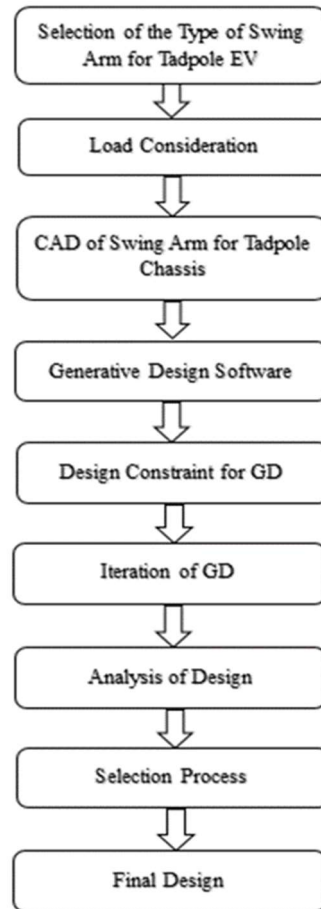 Selection of the Type of Swing
Arm for Tadpole EV
Load Consideration
CAD of Swing Arm for Tadpole
Chassis
Generative Design Software
Design Constraint for GD
Iteration of GD
Analysis of Design
Selection Process
Final Design